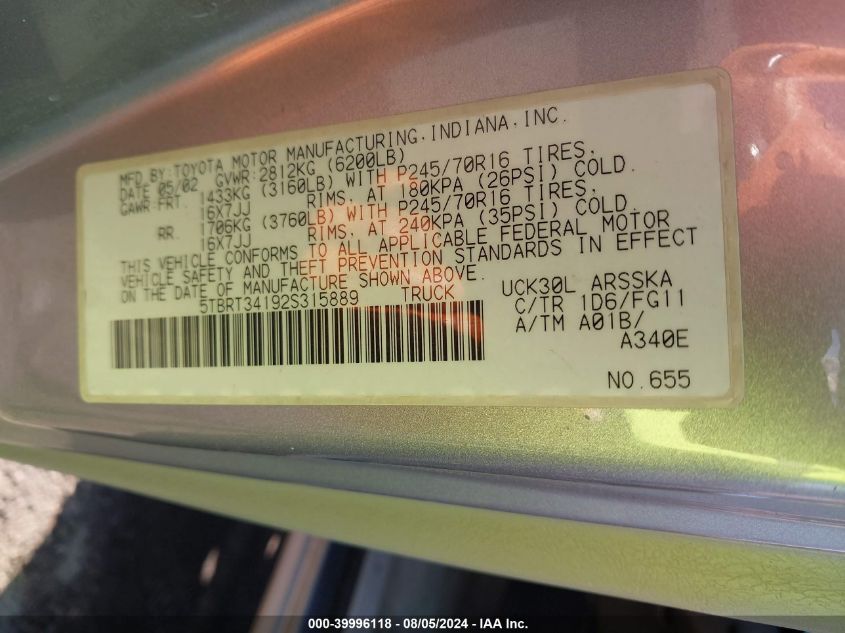 MFD.BY:TOYOTA MOTOR MANUFACTURING,INDIANA,INC.
DATE 05/02 GVWR:2812KG (6200LB)
GAWR:FRT. 1433KG (3160LB) WITH P245/70R16 TIRES,
16X7JJ RIMS, AT 180KPA (26PSI) COLD.
RR. 1706KG (3760LB) WITH P245/70R16 TIRES,
16X7JJ RIMS, AT 240KPA (35PSI) COLD.
THIS VEHICLE CONFORMS TO ALL APPLICABLE FEDERAL MOTOR
VEHICLE SAFETY AND THEFT PREVENTION STANDARDS IN EFFECT
ON THE DATE OF MANUFACTURE SHOWN ABOVE.
5TBRT34192S315889 TRUCK
UCK30L ARSSKA
C/TR 1D6/FG11
A/TM A01B/
A340E
NO.655
000-39996118 - 08/05/2024 - IAA Inc.